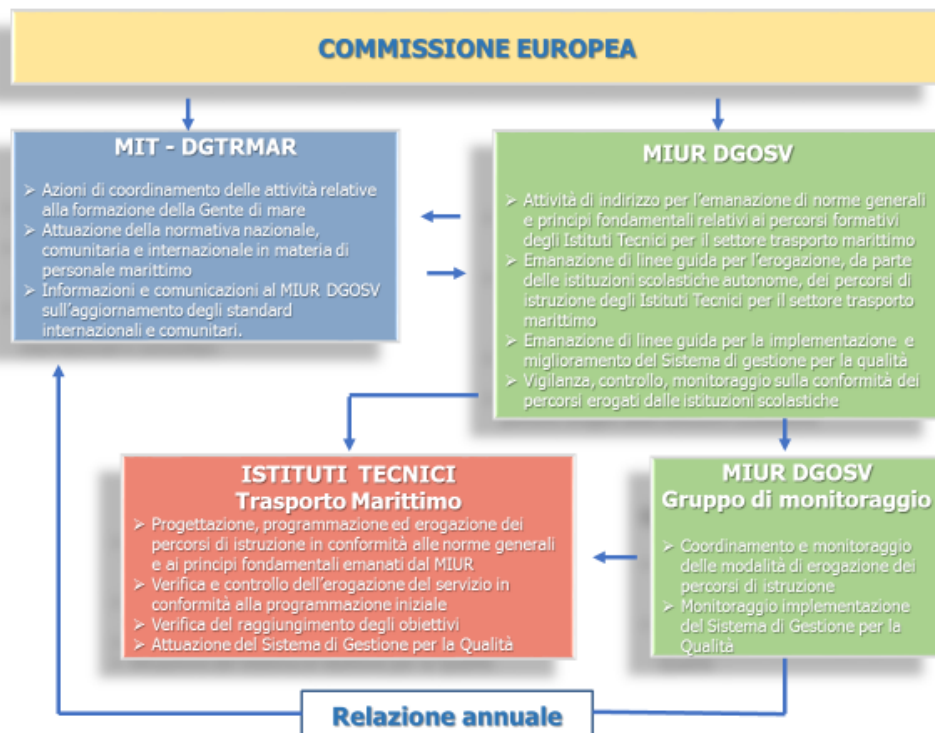 COMMISSIONE EUROPEA
MIT - DGTRMAR
➢ Azioni di coordinamento delle attività relative
alla formazione della Gente di mare
➢ Attuazione della normativa nazionale,
comunitaria e internazionale in materia di
personale marittimo
➢ Informazioni e comunicazioni al MIUR DGOSV
sull'aggiornamento degli standard
internazionali e comunitari.
MIUR DGOSV
➢ Attività di indirizzo per l'emanazione di norme generali
e principi fondamentali relativi ai percorsi formativi
degli Istituti Tecnici per il settore trasporto marittimo
➢ Emanazione di linee guida per l'erogazione, da parte
delle istituzioni scolastiche autonome, dei percorsi di
istruzione degli Istituti Tecnici per il settore trasporto
marittimo
➢ Emanazione di linee guida per la implementazione e
miglioramento del Sistema di gestione per la qualità
➢ Vigilanza, controllo, monitoraggio sulla conformità dei
percorsi erogati dalle istituzioni scolastiche
ISTITUTI TECNICI
Trasporto Marittimo
➢ Progettazione, programmazione ed erogazione dei
percorsi di istruzione in conformità alle norme generali
e ai principi fondamentali emanati dal MIUR
➢ Verifica e controllo dell'erogazione del servizio in
conformità alla programmazione iniziale
➢ Verifica del raggiungimento degli obiettivi
➢ Attuazione del Sistema di Gestione per la Qualità
MIUR DGOSV
Gruppo di monitoraggio
➢ Coordinamento e monitoraggio
delle modalità di erogazione dei
percorsi di istruzione
➢ Monitoraggio implementazione
del Sistema di Gestione per la
Qualità
Relazione annuale